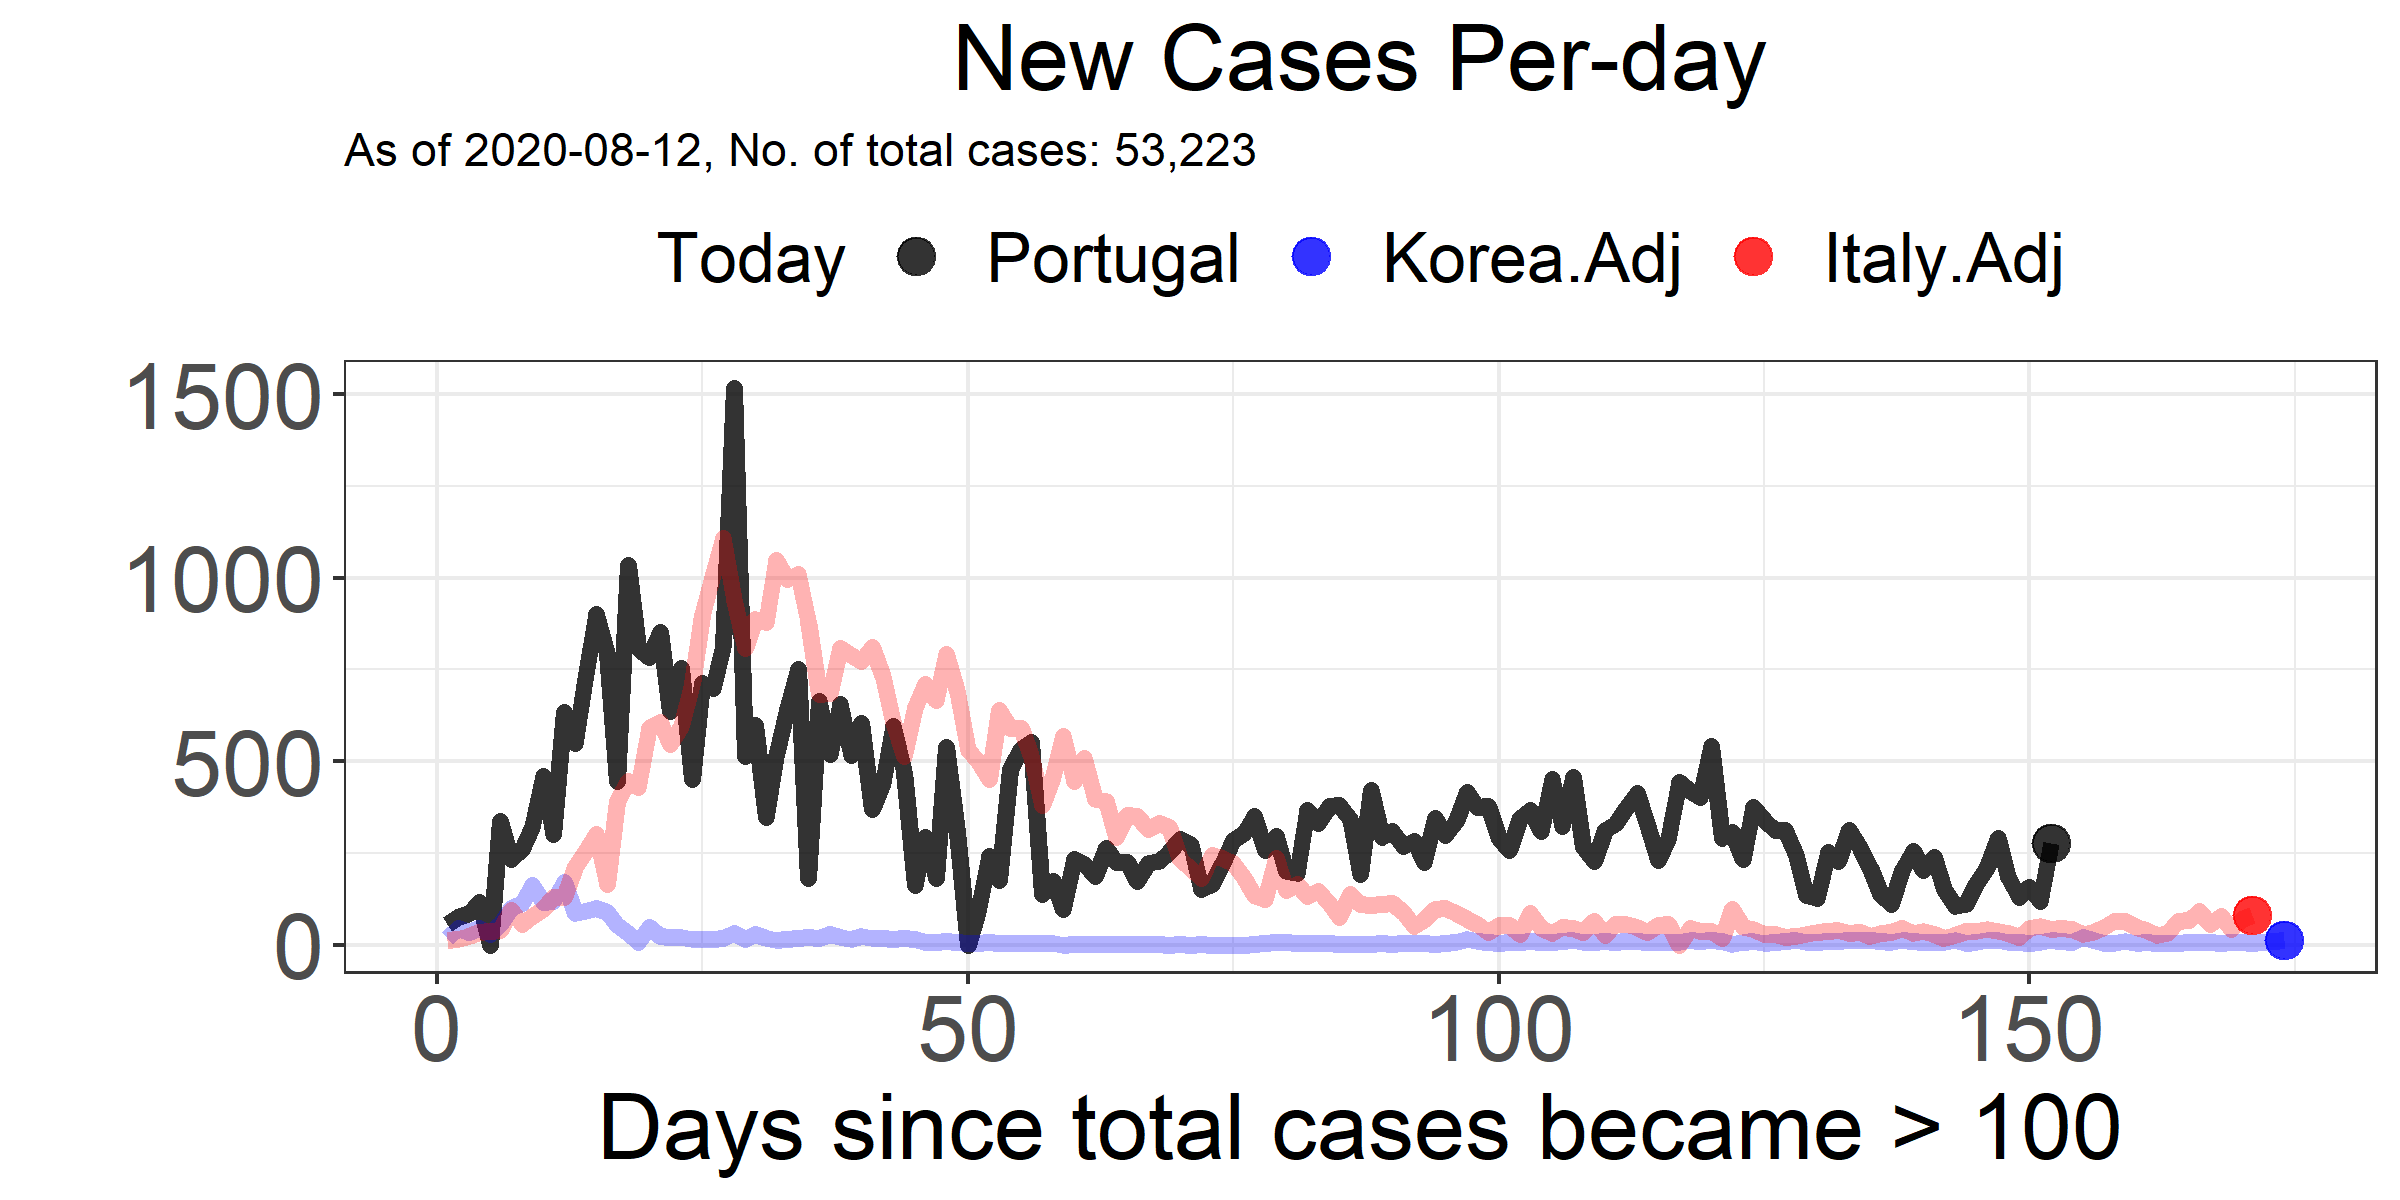 New Cases Per-day
As of 2020-08-12, No. of total cases: 53,223
Today Portugal Korea.Adj Italy.Adj
1500
1000
500
0
0 50 100 150
Days since total cases became > 100